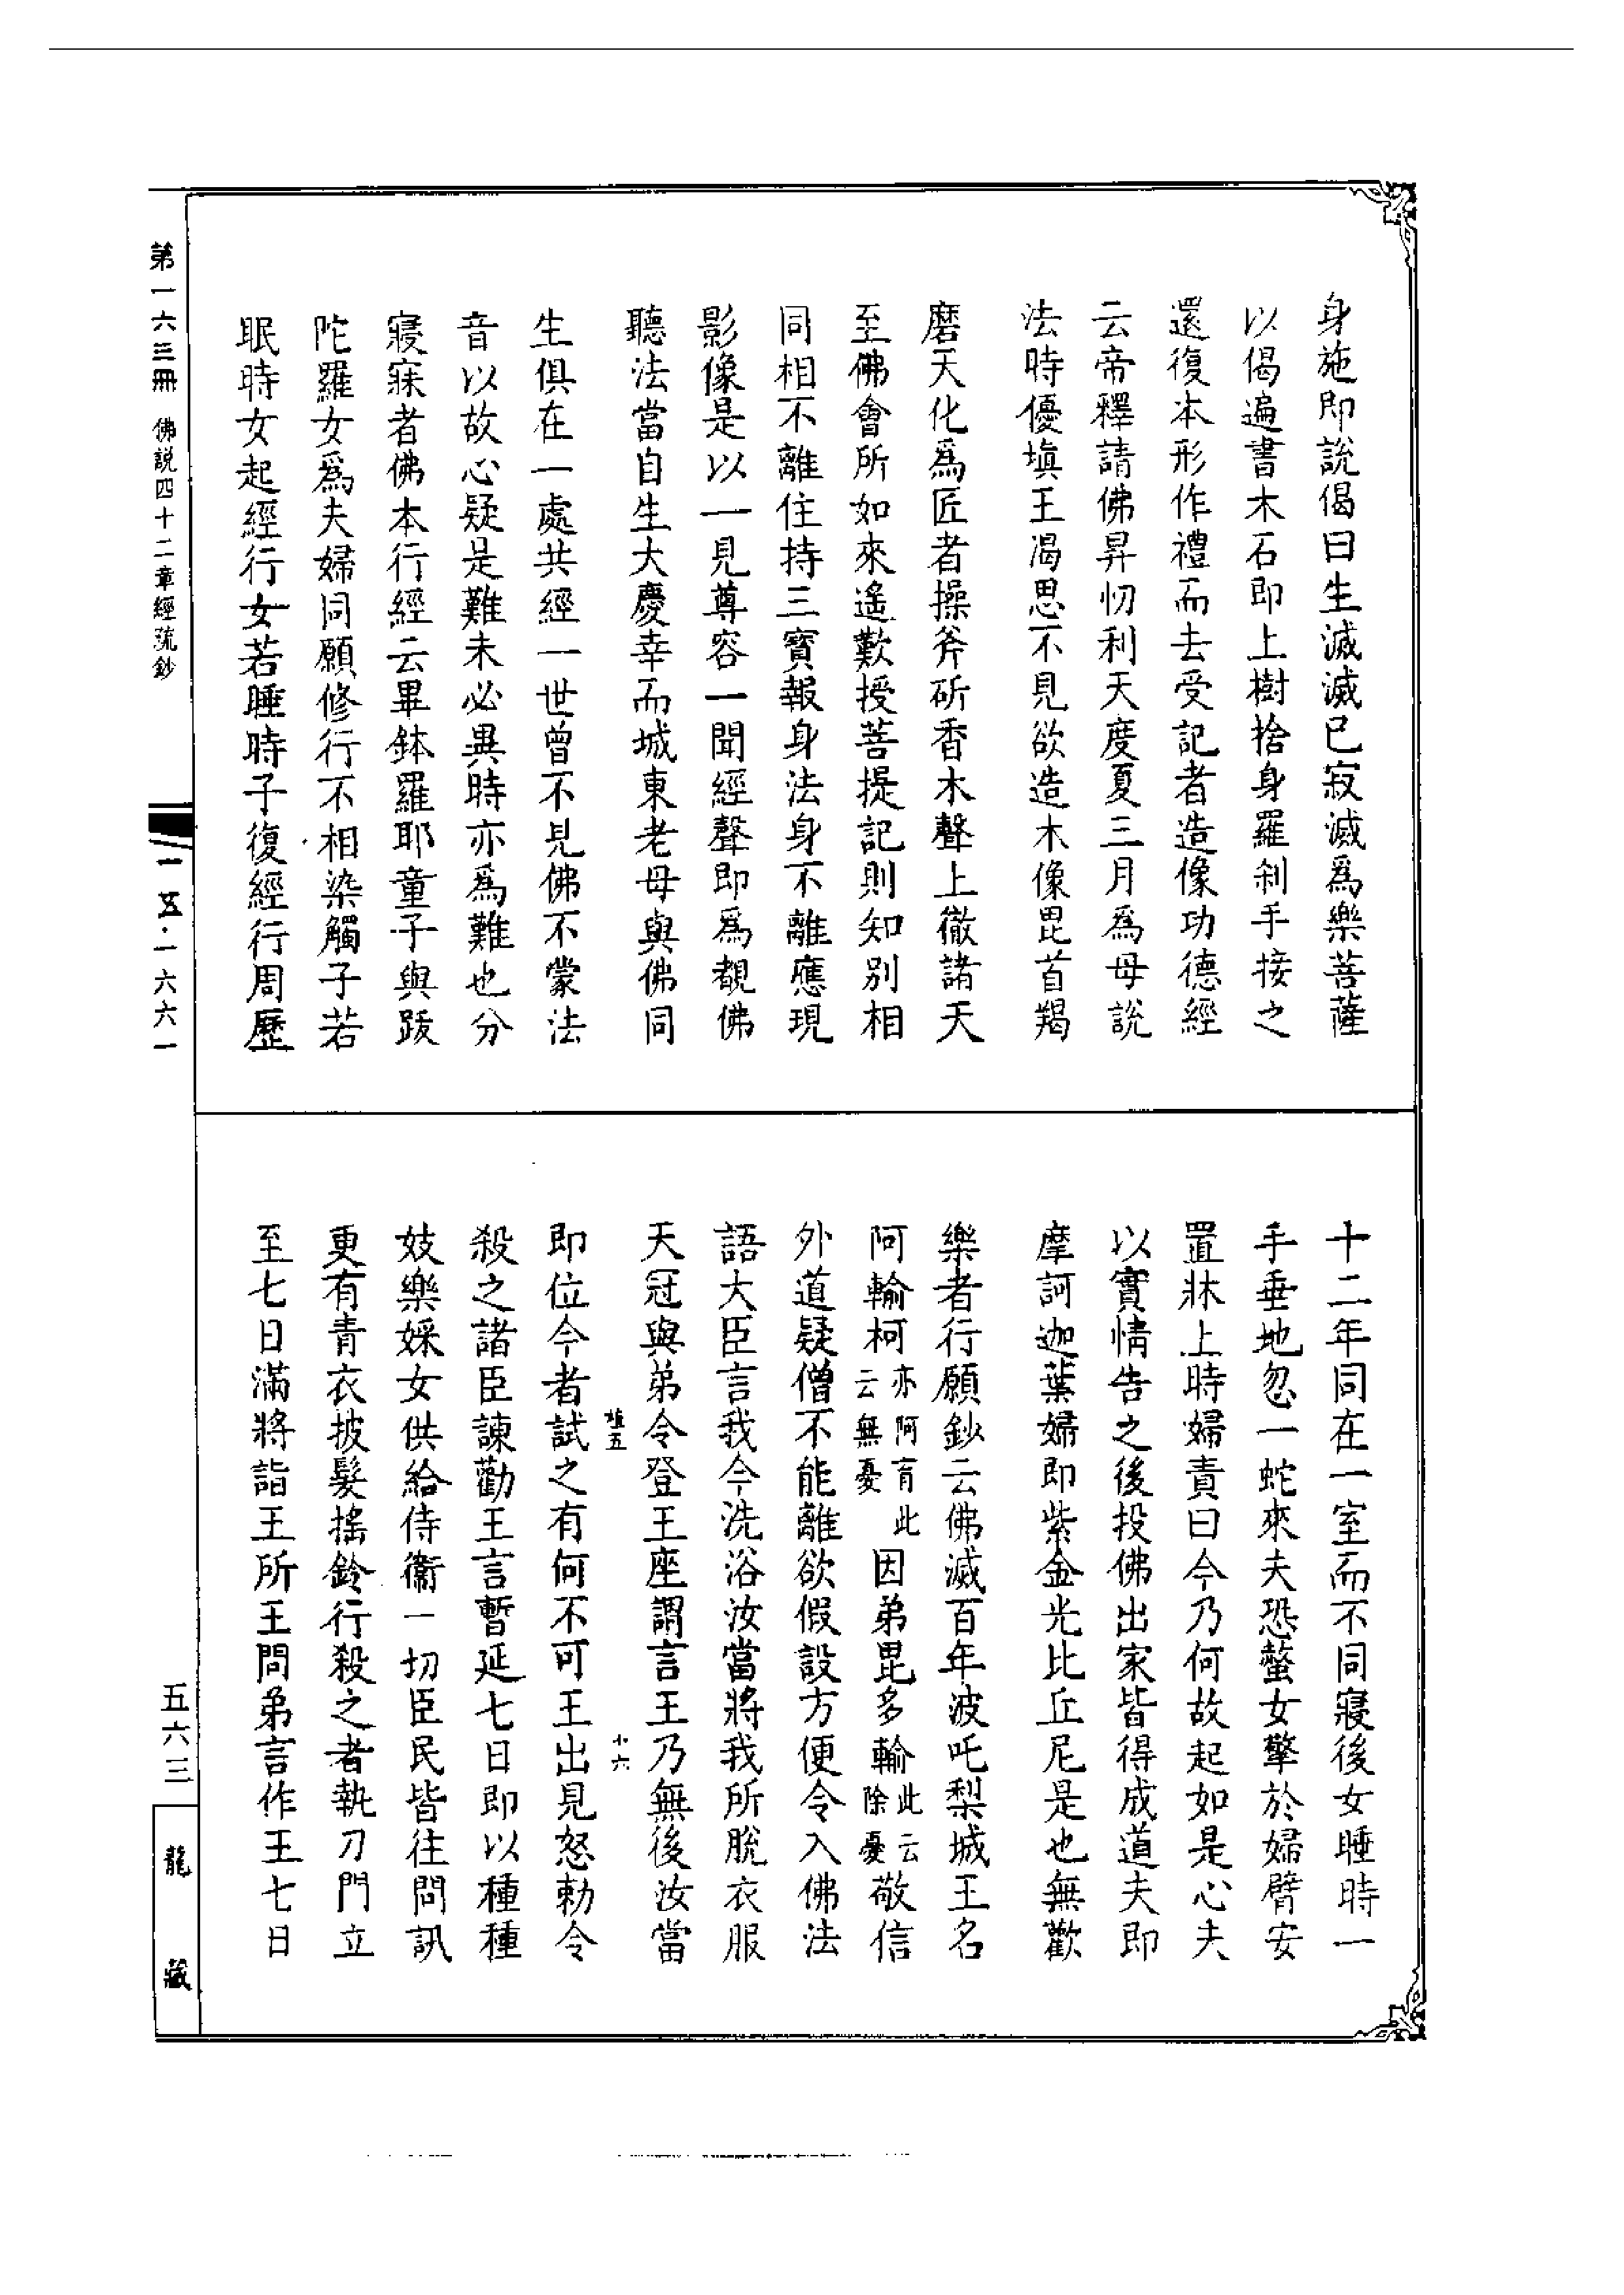 身施即說偈曰生滅滅已寂滅為樂菩薩
以偈遍書木石即上樹捨身羅剎手接之
還復本形作禮而去受記者造像功德經
云帝釋請佛昇忉利天度夏三月為母說
法時優塡王渴思不見欲造木像毘首羯
磨天化爲匠者操斧斫香木聲上徹諸天
至佛會所如來遙歎授菩提記則知別相
同相不離住持三寶報身法身不離應現
影像是以一見尊容一聞經聲即爲覩佛
聽法當自生大慶幸而城東老母與佛同
生俱在一處共經一世曾不見佛不蒙法
音以故心疑是難未必異時亦爲難也分
寢寐者佛本行經云畢鉢羅耶童子與跋
陀羅女爲夫婦同願修行不相染觸子若
眠時女起經行女若睡時子復經行周歷
十二年同在一室而不同寢後女睡時一
手垂地忽一蛇來夫恐螫女擎於婦臂安
置牀上時婦責曰今乃何故起如是心夫
以實情告之後投佛出家皆得成道夫即
摩訶迦葉婦即紫金光比丘尼是也無歡
樂者行願鈔云佛滅百年波吒梨城王名
阿輸柯亦阿育此云無憂因弟毘多輸此云除憂敬信
外道疑僧不能離欲假設方便令入佛法
語大臣言我今洗浴汝當將我所脫衣服
天冠與弟令登王座謂言王乃無後汝當
植五
十六
即位今者試之有何不可王出見怒勅令
殺之諸臣諫勸王言暫延七日即以種種
妓樂婇女供給侍衞一切臣民皆往問訊
更有青衣披髮搖鈴行殺之者執刀門立
至七日滿將詣王所王問弟言作王七日
第一六三冊 佛說四十二章經疏鈔
一五·一六六一
五六三
龍藏